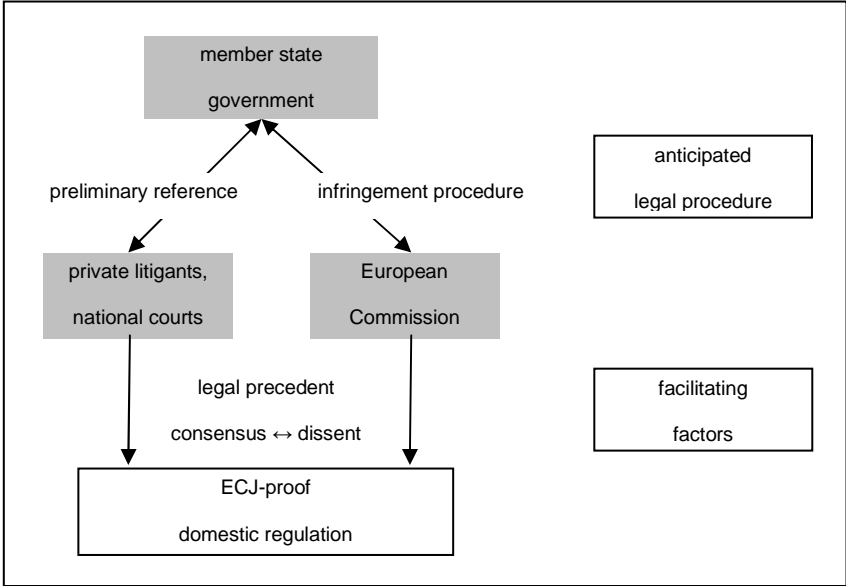 member state
government
anticipated
legal procedure
preliminary reference
infringement procedure
private litigants,
national courts
European
Commission
legal precedent
consensus ↔ dissent
facilitating
factors
ECJ-proof
domestic regulation